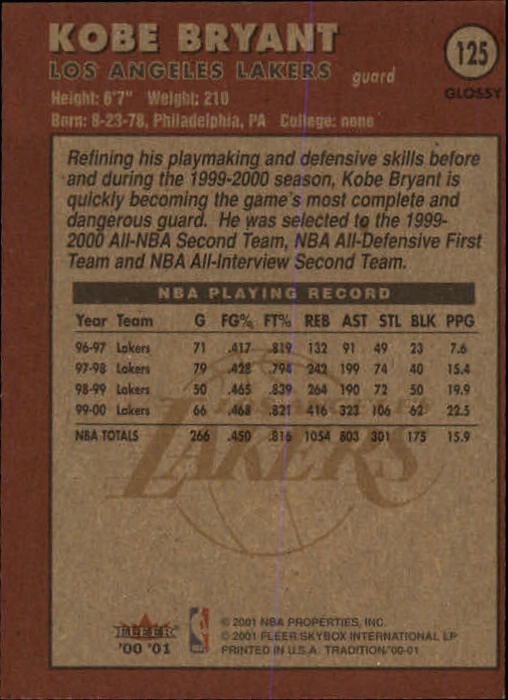 KOBE BRYANT
125
LOS ANGELES LAKERS guard
GLOSSY
Height: 6'7" Weight: 210
Born: 8-23-78, Philadelphia, PA College: none
Refining his playmaking and defensive skills before
and during the 1999-2000 season, Kobe Bryant is
quickly becoming the game's most complete and
dangerous guard. He was selected to the 1999-
2000 All-NBA Second Team, NBA All-Defensive First
Team and NBA All-Interview Second Team.
NBA PLAYING RECORD
Year Team G FG% FT% REB AST STL BLK PPG
96-97 Lakers 71 .417 .819 132 91 49 23 7.6
97-98 Lakers 79 .428 .794 242 199 74 40 15.4
98-99 Lakers 50 .465 .839 264 190 72 50 19.9
99-00 Lakers 66 .468 .821 416 323 106 62 22.5
NBA TOTALS 266 .450 .816 1054 803 301 175 15.9
LOS ANGELES
LAKERS
FLEER
'00 '01
© 2001 NBA PROPERTIES, INC.
© 2001 FLEER SKYBOX INTERNATIONAL LP
PRINTED IN U.S.A. TRADITION '00-01